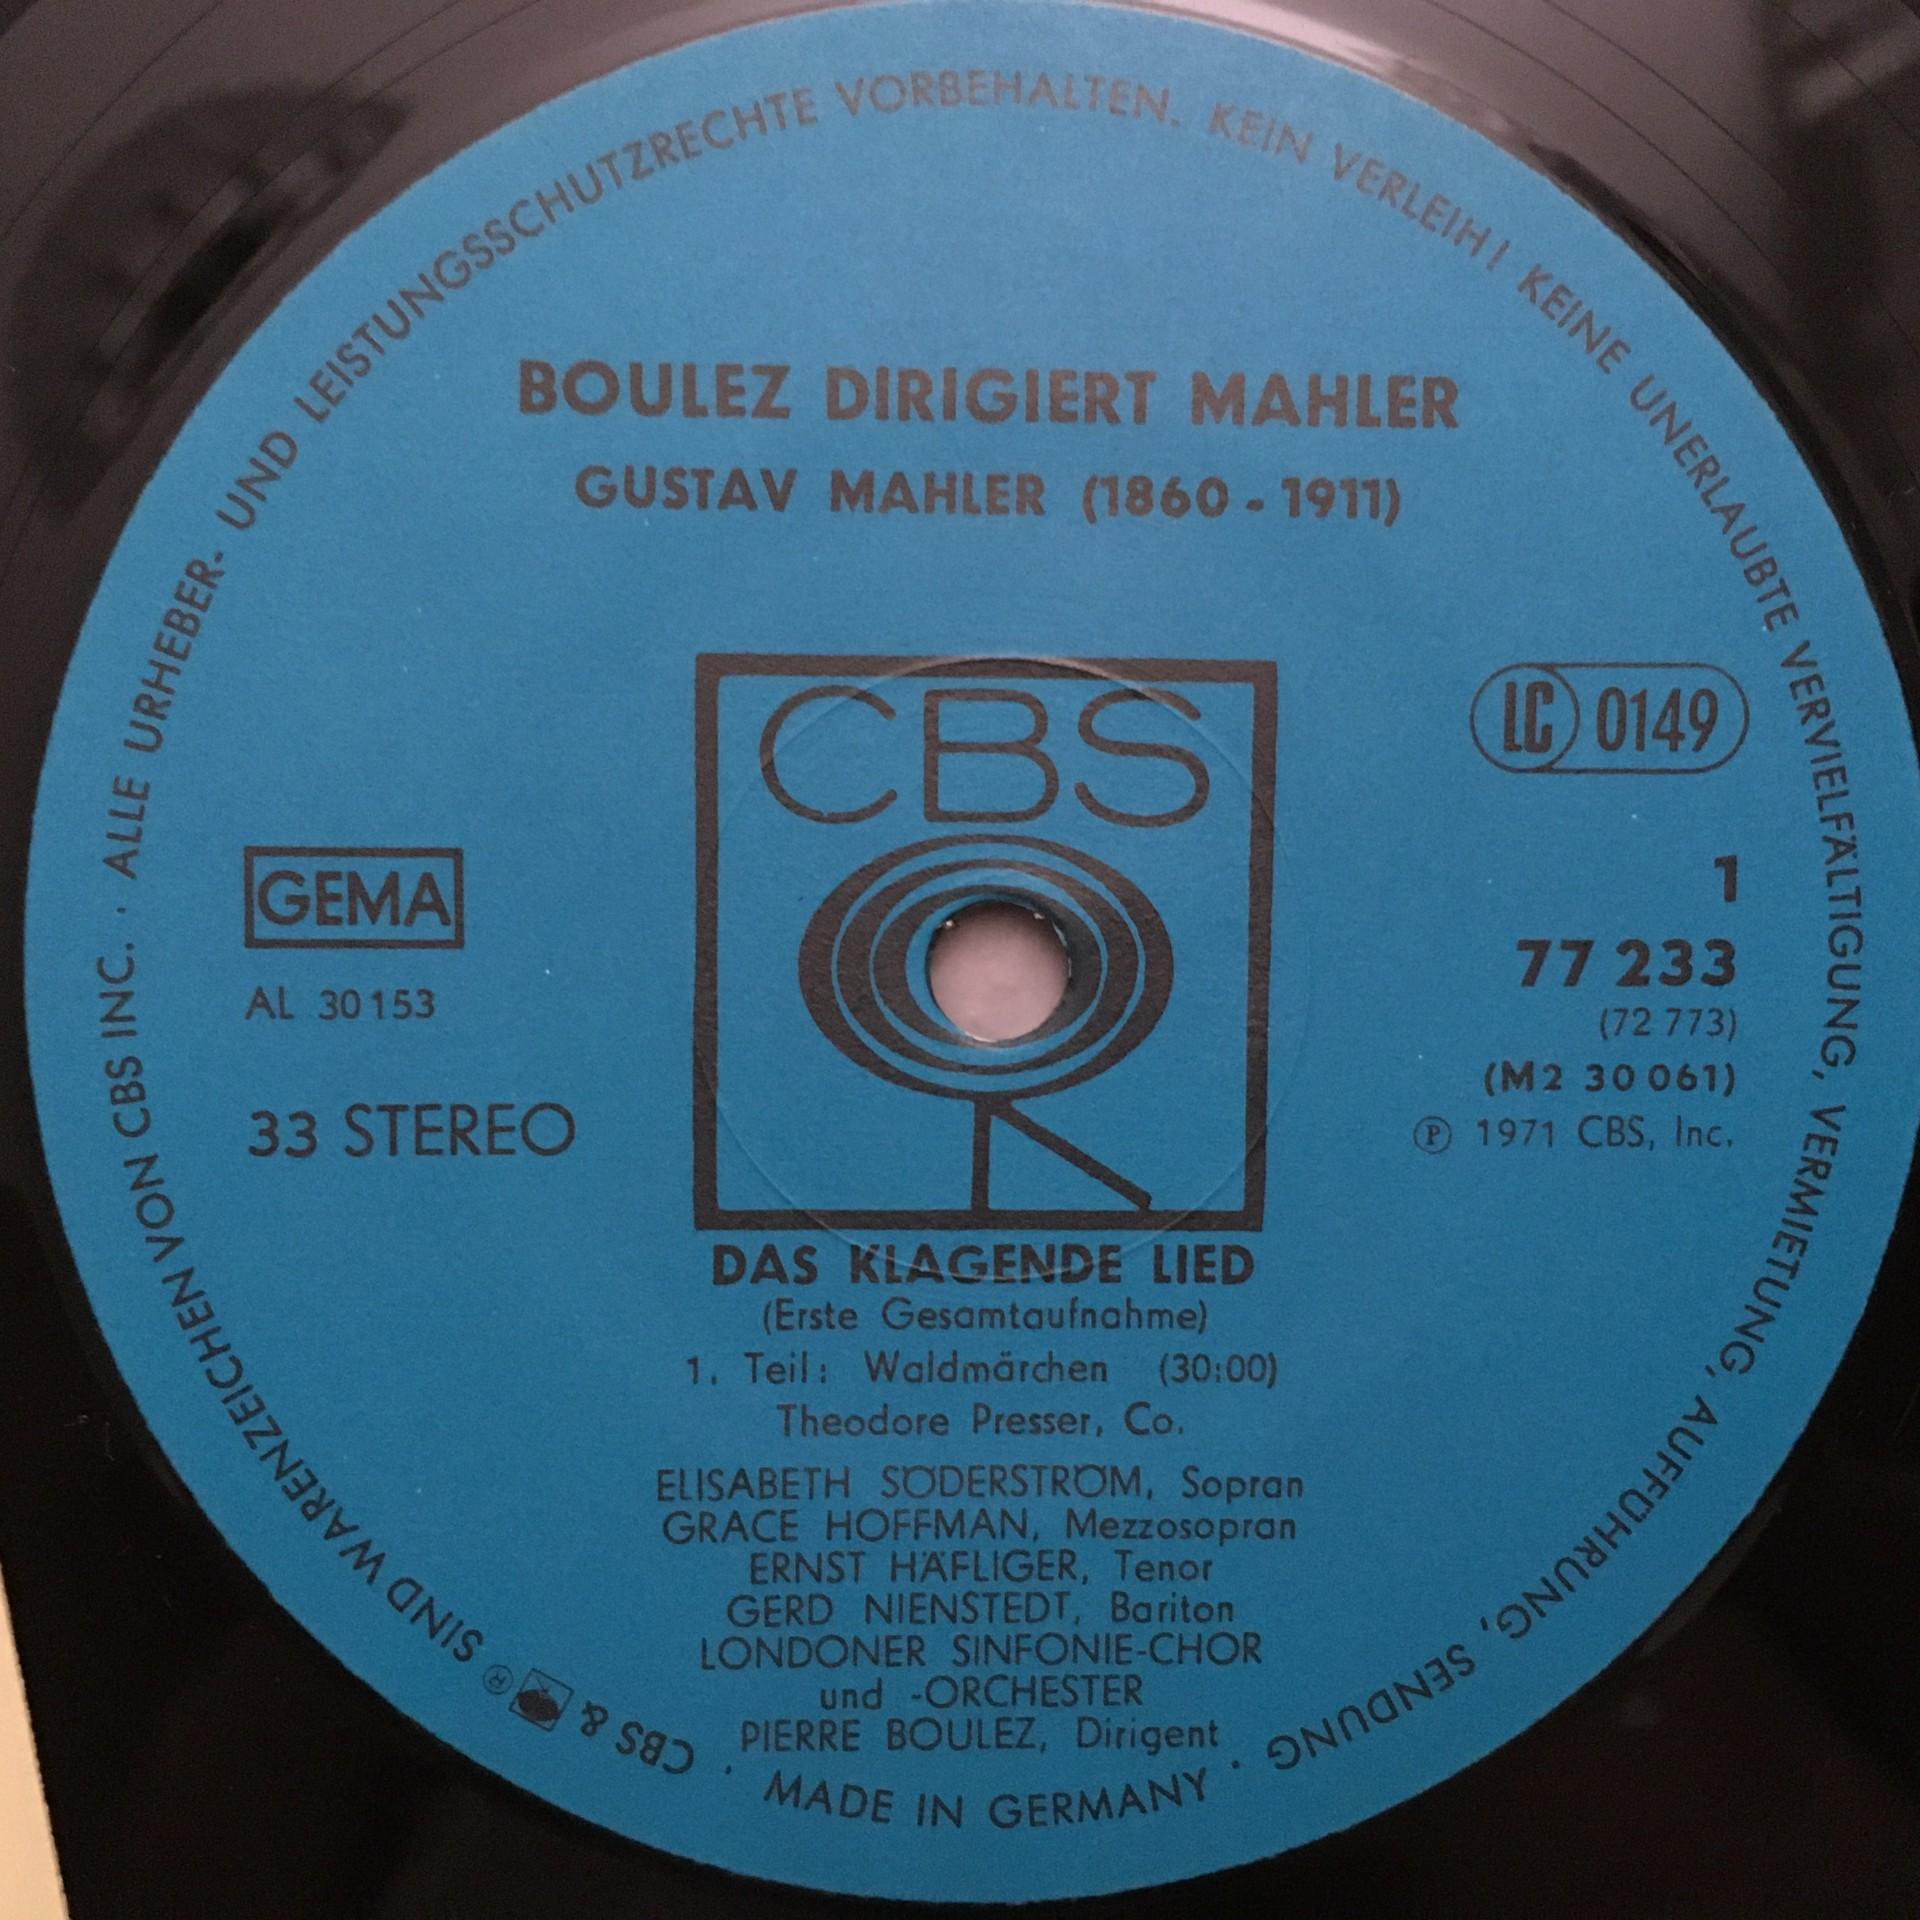 BOULEZ DIRIGIERT MAHLER
GUSTAV MAHLER (1860 - 1911)
CBS
LC 0149
GEMA
AL 30153
33 STEREO
1
77 233
(72 773)
(M2 30 061)
Ⓟ 1971 CBS, Inc.
DAS KLAGENDE LIED
(Erste Gesamtaufnahme)
1. Teil: Waldmärchen (30:00)
Theodore Presser, Co.
ELISABETH SÖDERSTRÖM, Sopran
GRACE HOFFMAN, Mezzosopran
ERNST HÄFLIGER, Tenor
GERD NIENSTEDT, Bariton
LONDONER SINFONIE-CHOR
und -ORCHESTER
PIERRE BOULEZ, Dirigent
CBS & ® SIND WARENZEICHEN VON CBS INC. · ALLE URHEBER- UND LEISTUNGSSCHUTZRECHTE VORBEHALTEN. KEIN VERLEIH! KEINE UNERLAUBTE VERVIELFÄLTIGUNG, VERMIETUNG, AUFFÜHRUNG, SENDUNG · MADE IN GERMANY ·